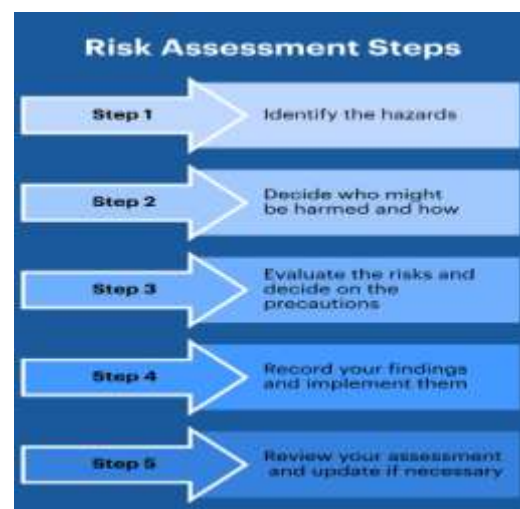 Risk Assessment Steps
Step 1
Identify the hazards
Step 2
Decide who might
be harmed and how
Step 3
Evaluate the risks and
decide on the
precautions
Step 4
Record your findings
and implement them
Step 5
Review your assessment
and update if necessary